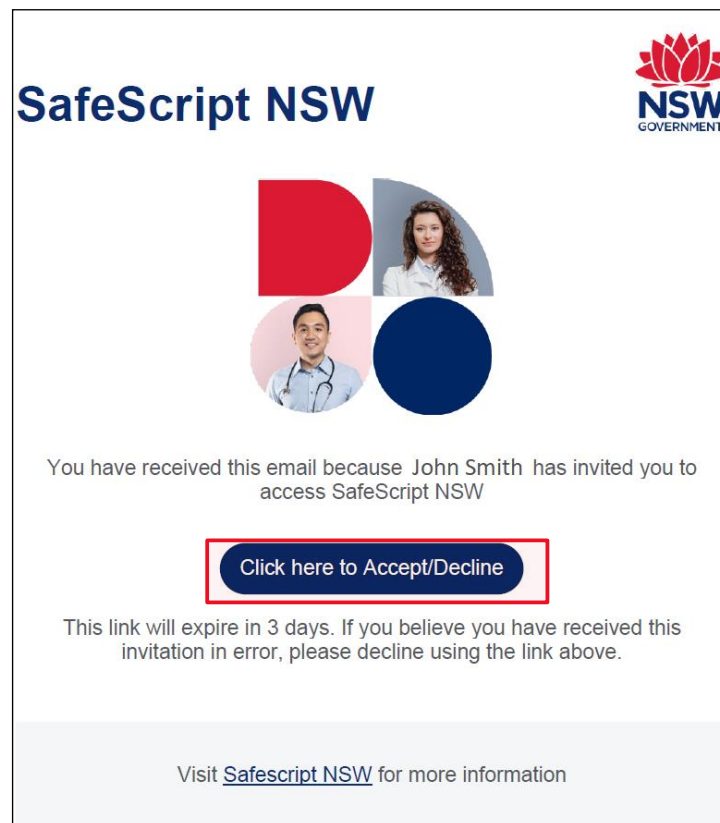 SafeScript NSW
NSW
GOVERNMENT
You have received this email because John Smith has invited you to
access SafeScript NSW
Click here to Accept/Decline
This link will expire in 3 days. If you believe you have received this
invitation in error, please decline using the link above.
Visit Safescript NSW for more information